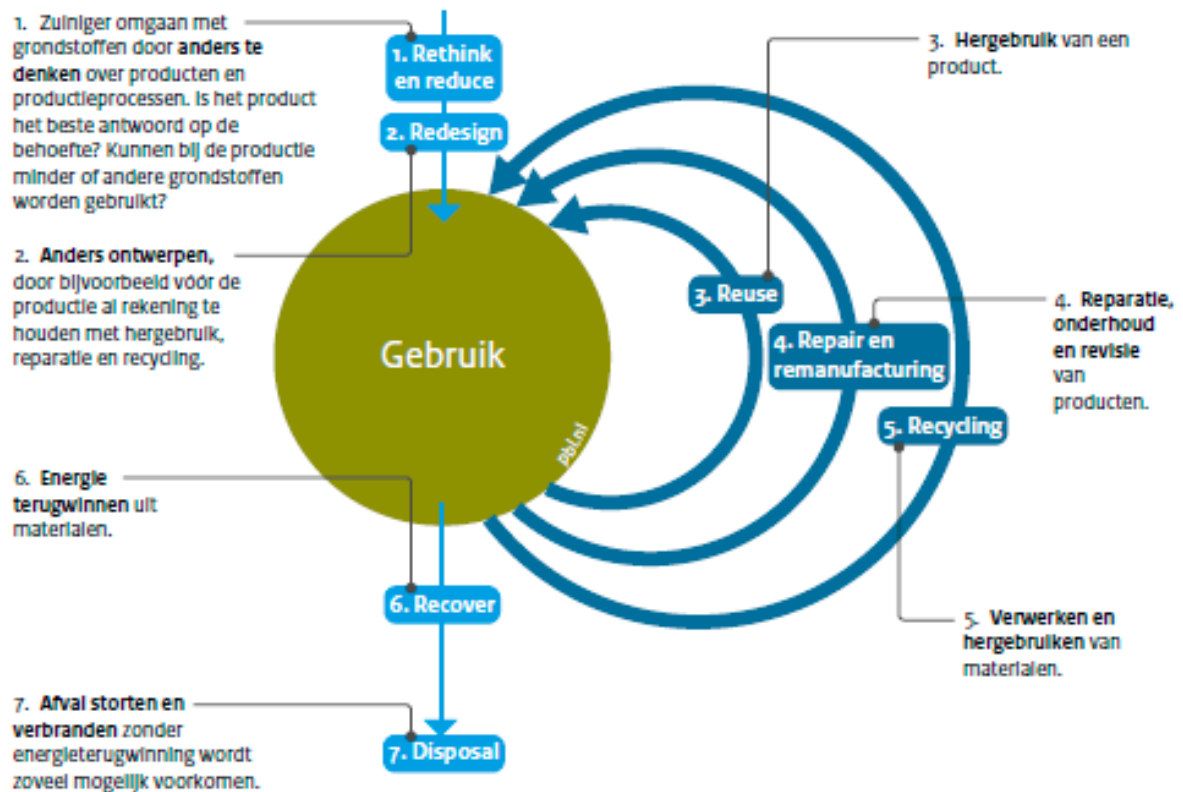 1. Zuiniger omgaan met
grondstoffen door anders te
denken over producten en
productieprocessen. Is het product
het beste antwoord op de
behoefte? Kunnen bij de productie
minder of andere grondstoffen
worden gebruikt?
1. Rethink
en reduce
2. Redesign
3. Hergebruik van een
product.
2. Anders ontwerpen,
door bijvoorbeeld vóór de
productie al rekening te
houden met hergebruik,
reparatie en recycling.
Gebruik
pbl.nl
3. Reuse
4. Repair en
remanufacturing
5. Recycling
4. Reparatie,
onderhoud
en revisie
van
producten.
6. Energie
terugwinnen uit
materialen.
6. Recover
5. Verwerken en
hergebruiken van
materialen.
7. Afval storten en
verbranden zonder
energieterugwinning wordt
zoveel mogelijk voorkomen.
7. Disposal